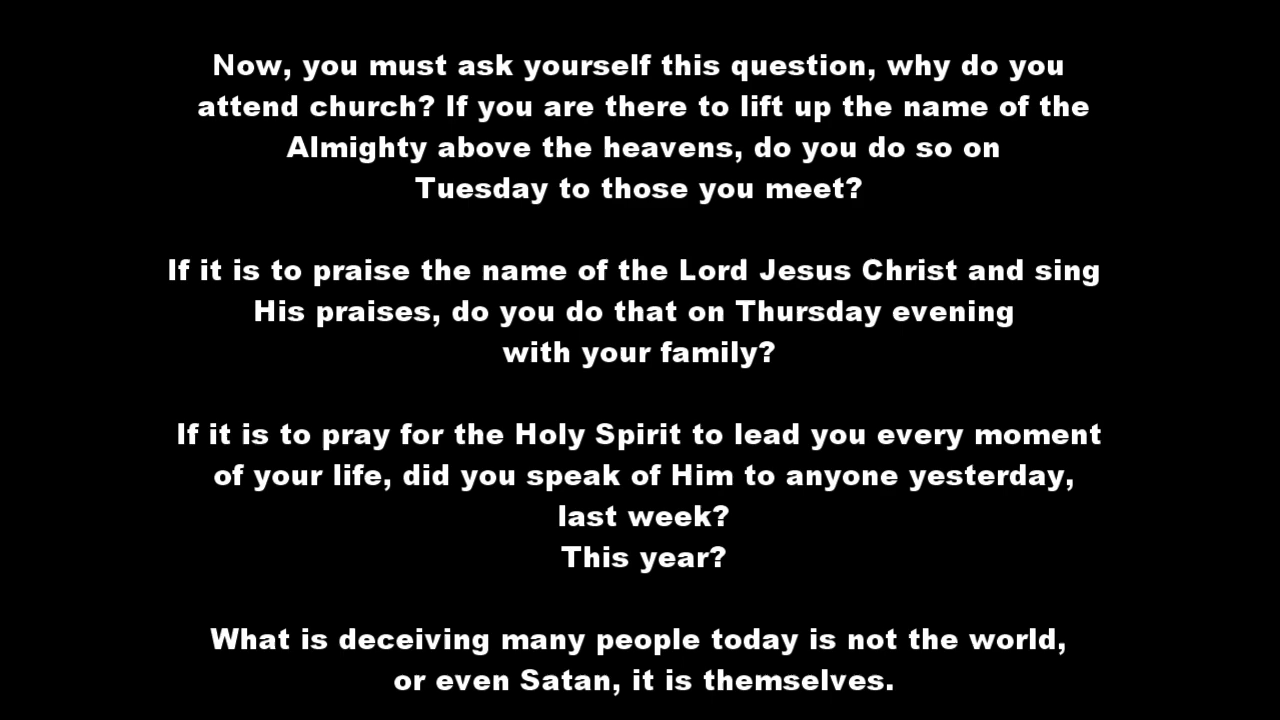 Now, you must ask yourself this question, why do you
attend church? If you are there to lift up the name of the
Almighty above the heavens, do you do so on
Tuesday to those you meet?
If it is to praise the name of the Lord Jesus Christ and sing
His praises, do you do that on Thursday evening
with your family?
If it is to pray for the Holy Spirit to lead you every moment
of your life, did you speak of Him to anyone yesterday,
last week?
This year?
What is deceiving many people today is not the world,
or even Satan, it is themselves.